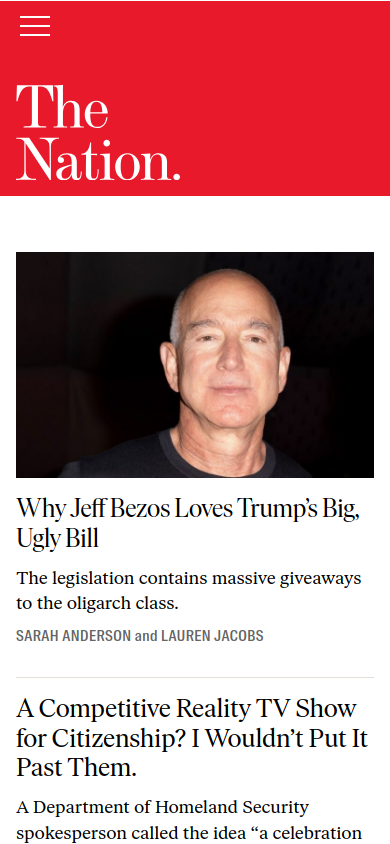 The
Nation.
Why Jeff Bezos Loves Trump’s Big,
Ugly Bill
The legislation contains massive giveaways
to the oligarch class.
SARAH ANDERSON and LAUREN JACOBS
A Competitive Reality TV Show
for Citizenship? I Wouldn’t Put It
Past Them.
A Department of Homeland Security
spokesperson called the idea “a celebration